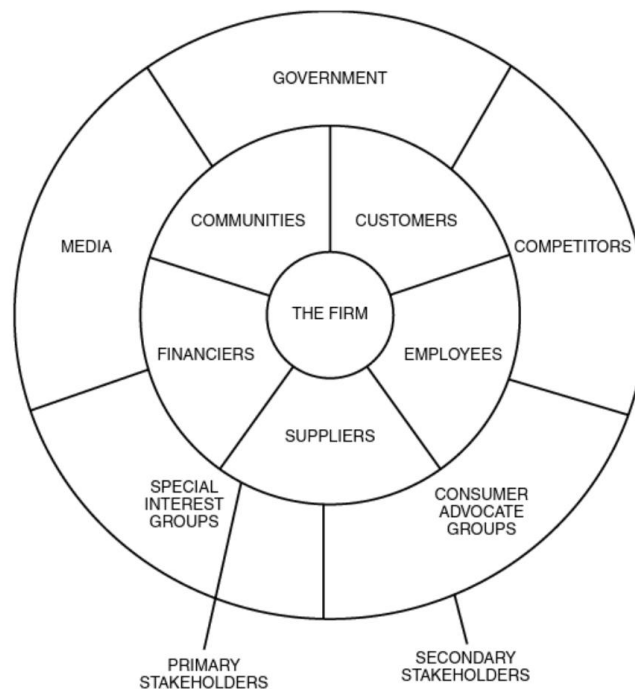 GOVERNMENT
COMMUNITIES
CUSTOMERS
MEDIA
COMPETITORS
THE FIRM
FINANCIERS
EMPLOYEES
SUPPLIERS
SPECIAL
INTEREST
GROUPS
CONSUMER
ADVOCATE
GROUPS
PRIMARY
STAKEHOLDERS
SECONDARY
STAKEHOLDERS